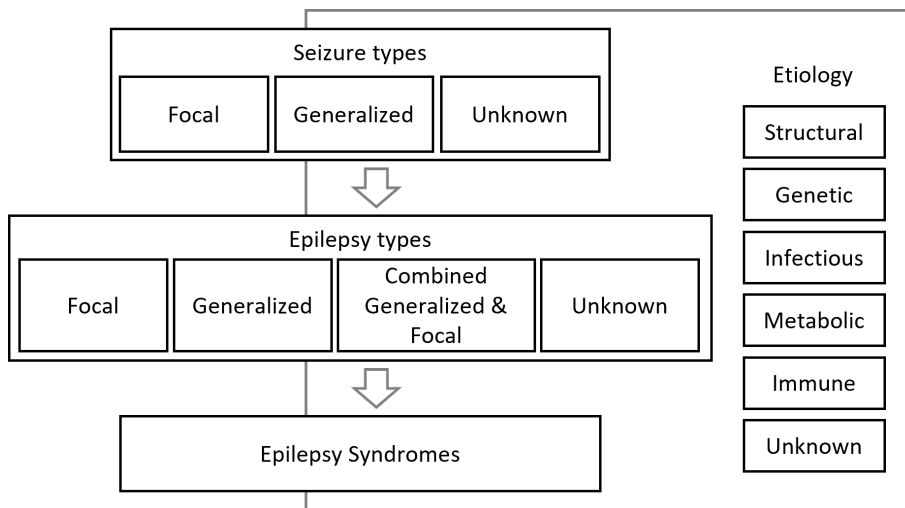 Seizure types
Focal
Generalized
Unknown
Epilepsy types
Focal
Generalized
Combined
Generalized &
Focal
Unknown
Epilepsy Syndromes
Etiology
Structural
Genetic
Infectious
Metabolic
Immune
Unknown